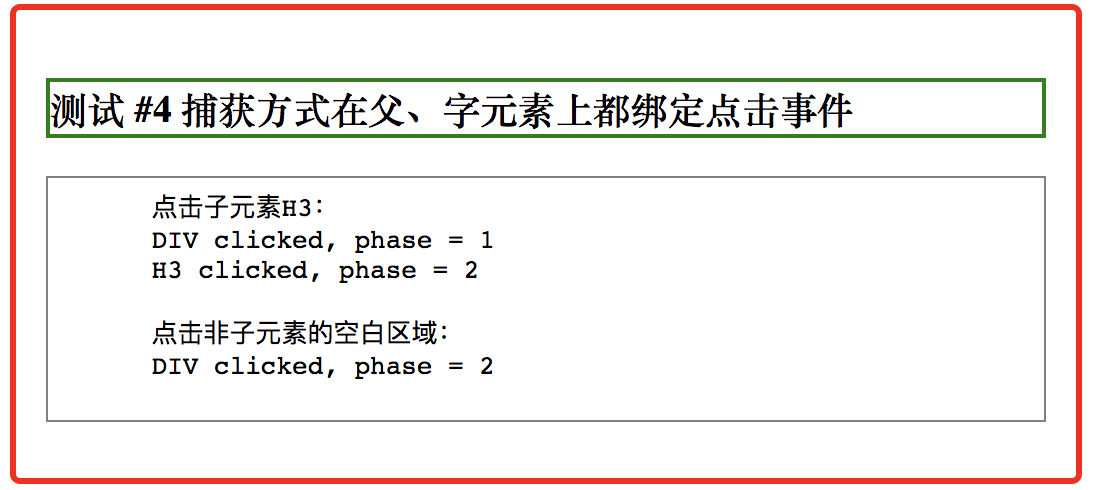 测试 #4 捕获方式在父、字元素上都绑定点击事件
点击子元素H3：
DIV clicked, phase = 1
H3 clicked, phase = 2
点击非子元素的空白区域：
DIV clicked, phase = 2